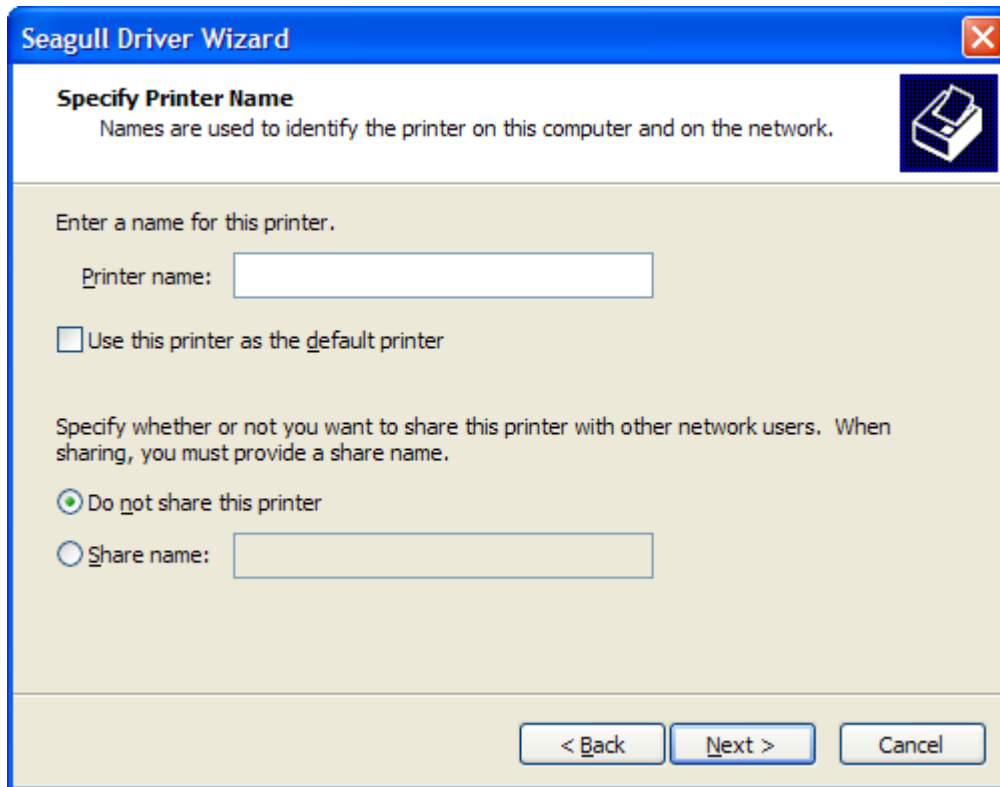 Seagull Driver Wizard
Specify Printer Name
Names are used to identify the printer on this computer and on the network.
Enter a name for this printer.
Printer name:
Use this printer as the default printer
Specify whether or not you want to share this printer with other network users.  When
sharing, you must provide a share name.
Do not share this printer
Share name:
< Back   Next >   Cancel